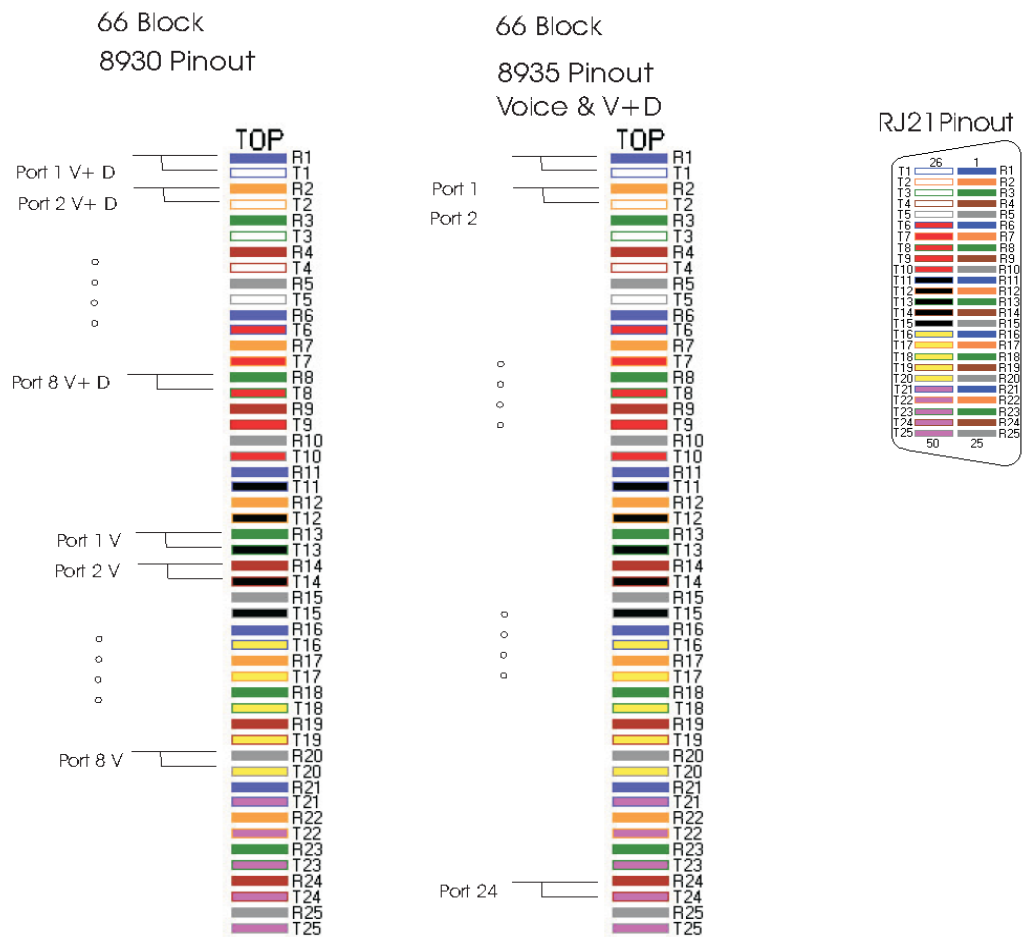 66 Block
8930 Pinout
TOP
Port 1 V+ D
Port 2 V+ D
Port 8 V+ D
Port 1 V
Port 2 V
Port 8 V
R1
T1
R2
T2
R3
T3
R4
T4
R5
T5
R6
T6
R7
T7
R8
T8
R9
T9
R10
T10
R11
T11
R12
T12
R13
T13
R14
T14
R15
T15
R16
T16
R17
T17
R18
T18
R19
T19
R20
T20
R21
T21
R22
T22
R23
T23
R24
T24
R25
T25
66 Block
8935 Pinout
Voice & V+D
TOP
Port 1
Port 2
Port 24
R1
T1
R2
T2
R3
T3
R4
T4
R5
T5
R6
T6
R7
T7
R8
T8
R9
T9
R10
T10
R11
T11
R12
T12
R13
T13
R14
T14
R15
T15
R16
T16
R17
T17
R18
T18
R19
T19
R20
T20
R21
T21
R22
T22
R23
T23
R24
T24
R25
T25
RJ21Pinout
26 1
T1 R1
T2 R2
T3 R3
T4 R4
T5 R5
T6 R6
T7 R7
T8 R8
T9 R9
T10 R10
T11 R11
T12 R12
T13 R13
T14 R14
T15 R15
T16 R16
T17 R17
T18 R18
T19 R19
T20 R20
T21 R21
T22 R22
T23 R23
T24 R24
T25 R25
50 25